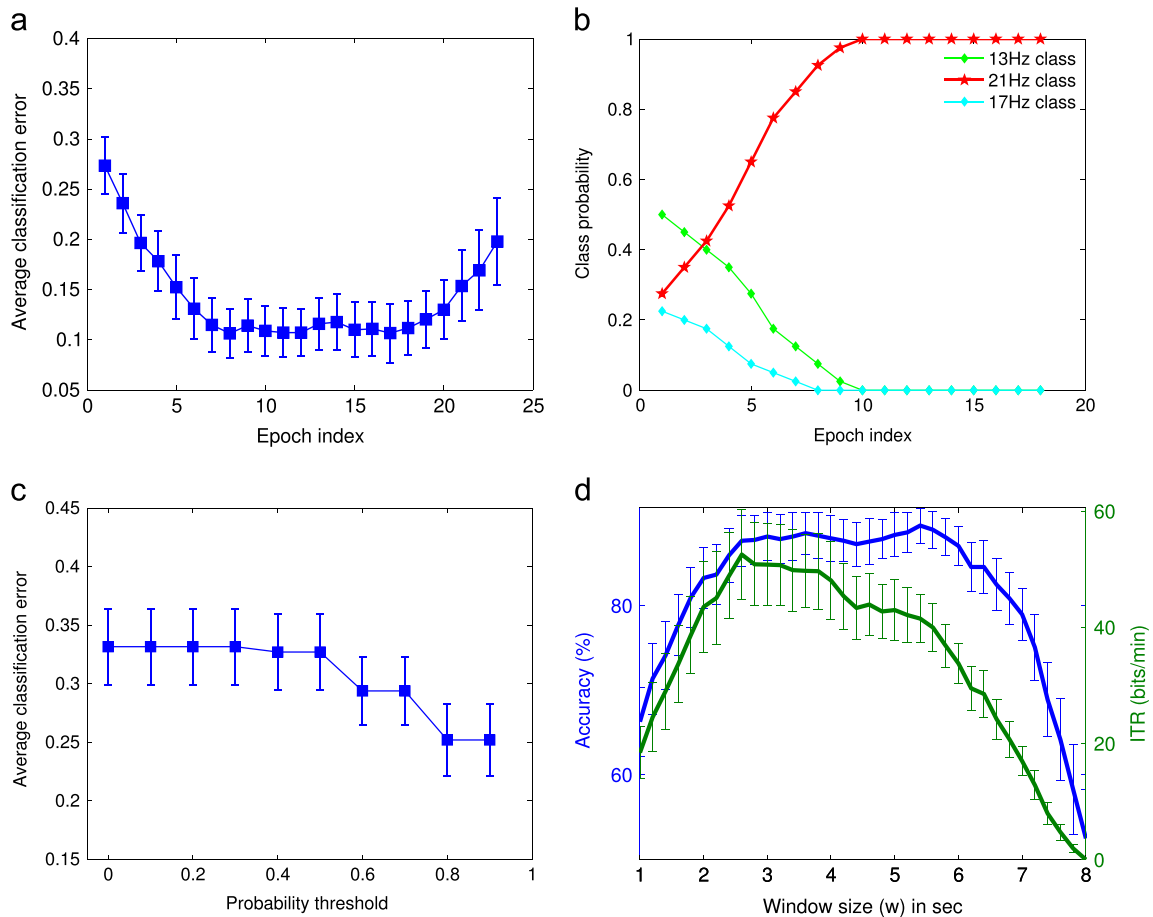 a
0.4
0.35
0.3
0.25
0.2
0.15
0.1
0.05
0 5 10 15 20 25
Average classification error
Epoch index
b
1
0.8
0.6
0.4
0.2
0
0 5 10 15 20
Class probability
Epoch index
13Hz class
21Hz class
17Hz class
c
0.45
0.4
0.35
0.3
0.25
0.2
0.15
0 0.2 0.4 0.6 0.8 1
Average classification error
Probability threshold
d
80
60
Accuracy (%)
60
40
20
0
ITR (bits/min)
1 2 3 4 5 6 7 8
Window size (w) in sec